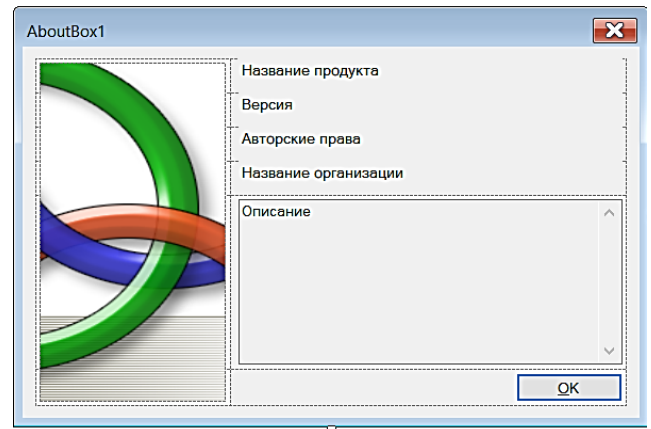 AboutBox1
Название продукта
Версия
Авторские права
Название организации
Описание
OK